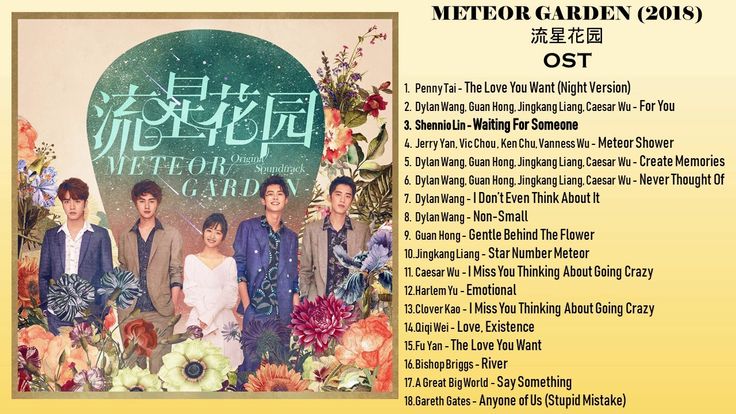 流星花园
METEOR
Original Soundtrack
GARDEN
METEOR GARDEN (2018)
流星花园
OST
1. Penny Tai - The Love You Want (Night Version)
2. Dylan Wang, Guan Hong, Jingkang Liang, Caesar Wu - For You
3. Shennio Lin - Waiting For Someone
4. Jerry Yan, Vic Chou, Ken Chu, Vanness Wu - Meteor Shower
5. Dylan Wang, Guan Hong, Jingkang Liang, Caesar Wu - Create Memories
6. Dylan Wang, Guan Hong, Jingkang Liang, Caesar Wu - Never Thought Of
7. Dylan Wang - I Don't Even Think About It
8. Dylan Wang - Non-Small
9. Guan Hong - Gentle Behind The Flower
10.Jingkang Liang - Star Number Meteor
11. Caesar Wu - I Miss You Thinking About Going Crazy
12.Harlem Yu - Emotional
13.Clover Kao - I Miss You Thinking About Going Crazy
14.Qiqi Wei - Love, Existence
15.Fu Yan - The Love You Want
16.Bishop Briggs - River
17.A Great Big World - Say Something
18.Gareth Gates - Anyone of Us (Stupid Mistake)